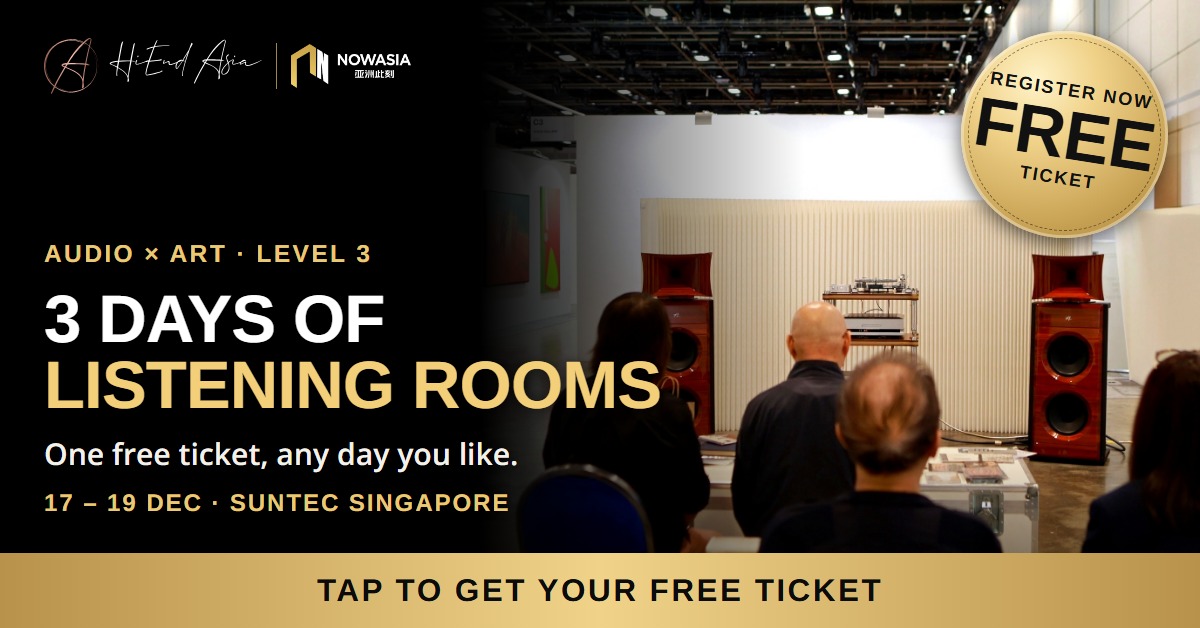 HiEnd Asia
NOWASIA
亚洲此刻
REGISTER NOW
FREE
TICKET
C3
AUDIO × ART · LEVEL 3
3 DAYS OF
LISTENING ROOMS
One free ticket, any day you like.
17 – 19 DEC · SUNTEC SINGAPORE
TAP TO GET YOUR FREE TICKET